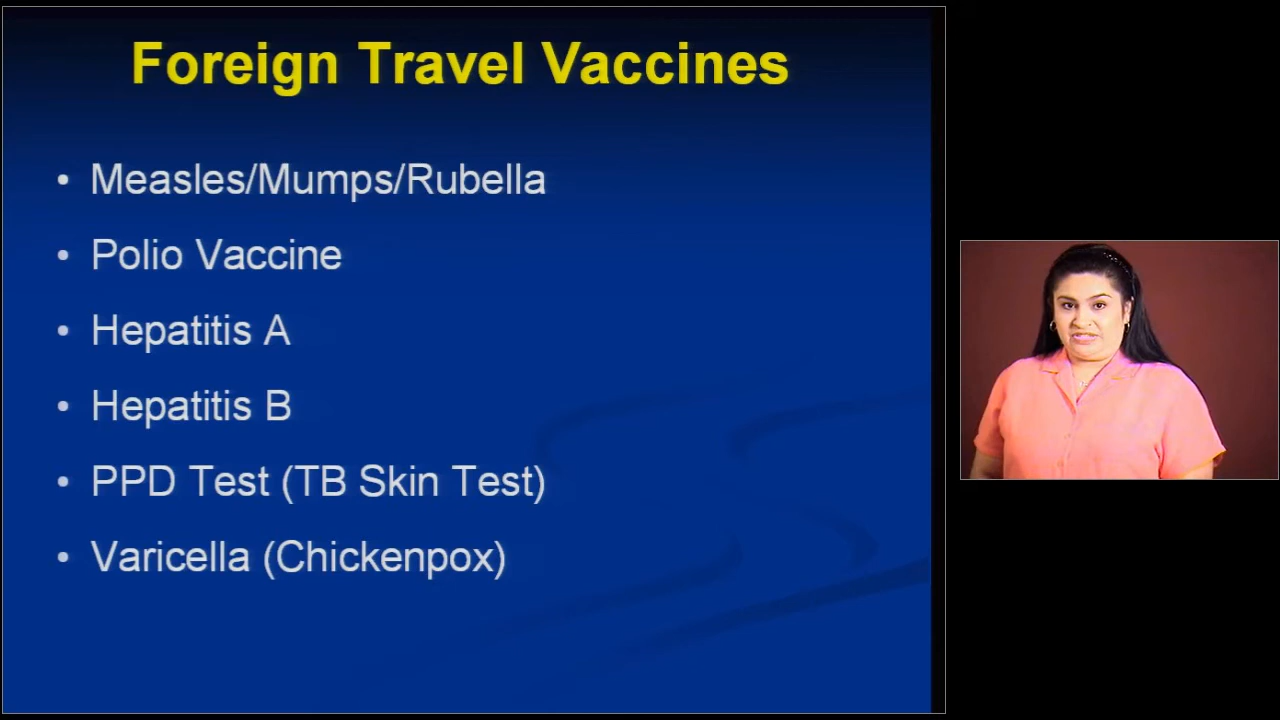 Foreign Travel Vaccines
• Measles/Mumps/Rubella
• Polio Vaccine
• Hepatitis A
• Hepatitis B
• PPD Test (TB Skin Test)
• Varicella (Chickenpox)